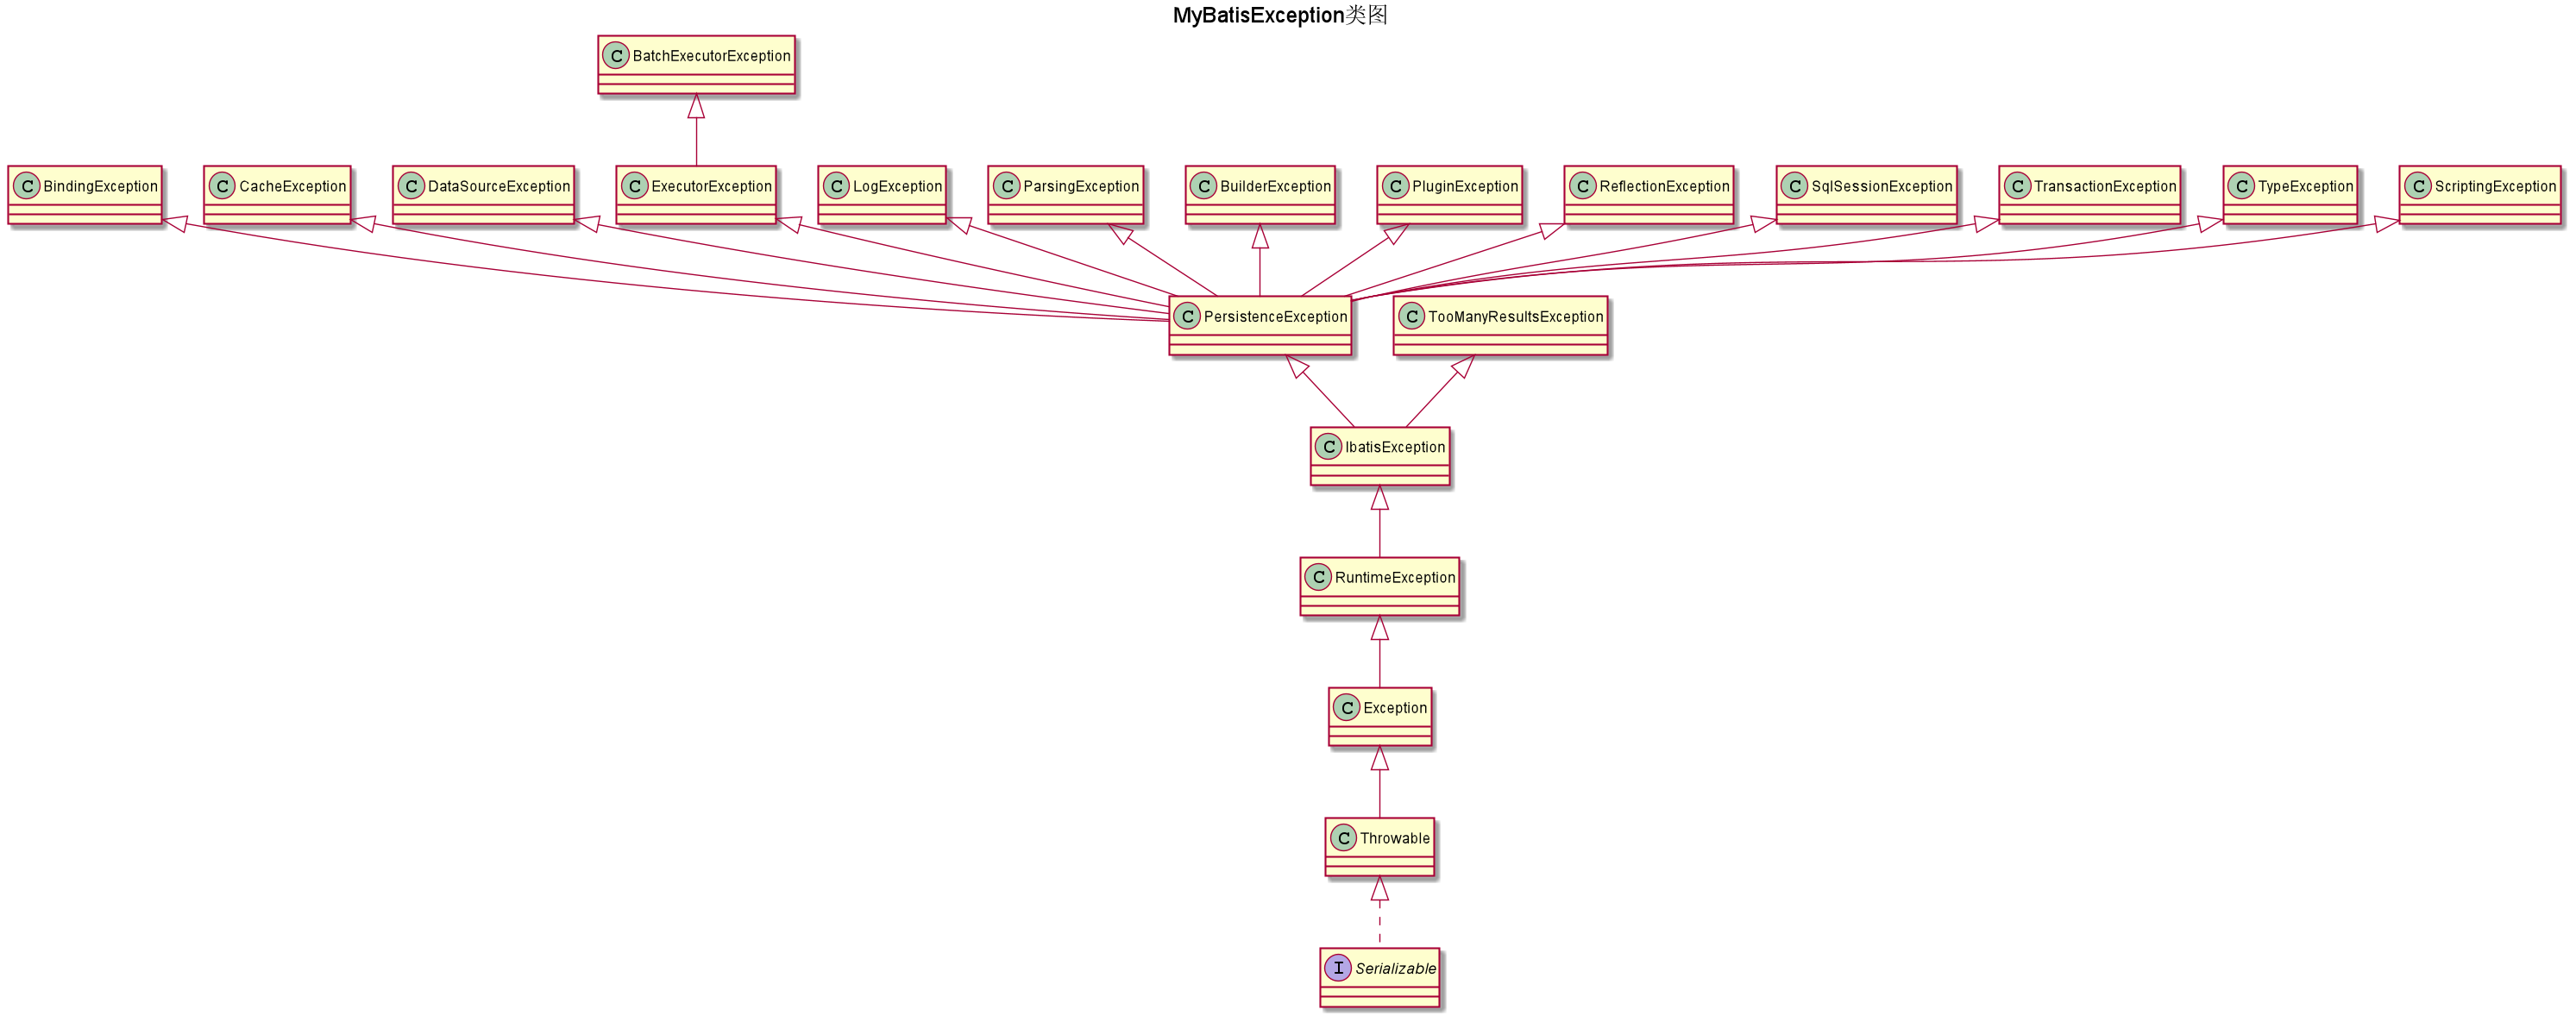 MyBatisException类图
C BatchExecutorException
C BindingException
C CacheException
C DataSourceException
C ExecutorException
C LogException
C ParsingException
C BuilderException
C PluginException
C ReflectionException
C SqlSessionException
C TransactionException
C TypeException
C ScriptingException
C PersistenceException
C TooManyResultsException
C IbatisException
C RuntimeException
C Exception
C Throwable
I Serializable